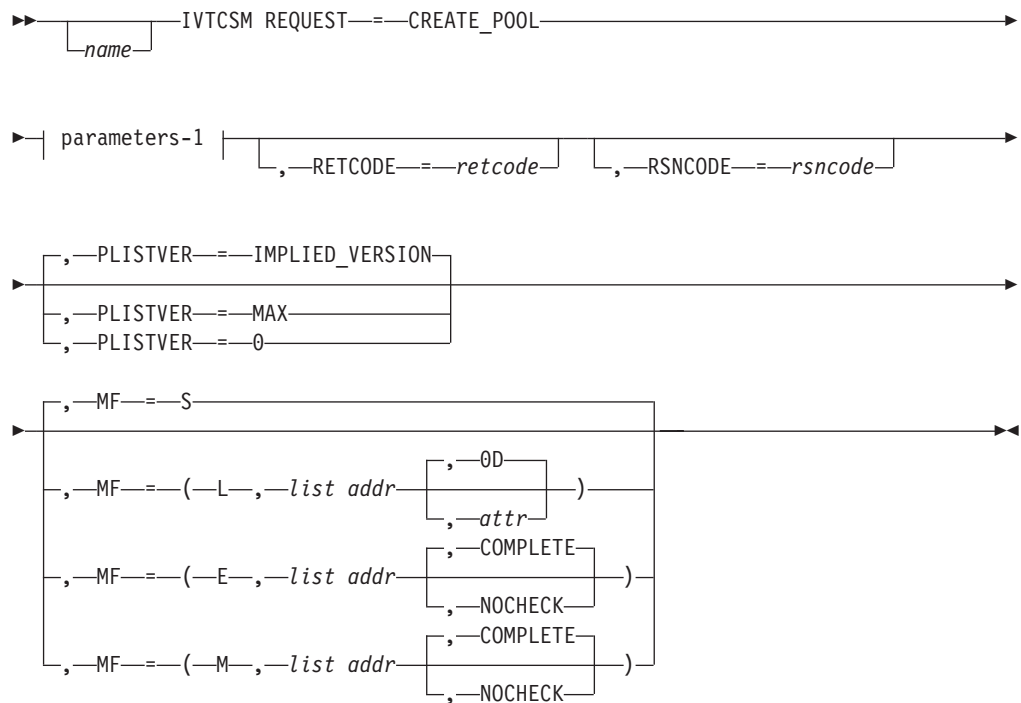 IVTCSM REQUEST = CREATE_POOL
name
parameters-1
, RETCODE = retcode
, RSNCODE = rsncode
, PLISTVER = IMPLIED_VERSION
, PLISTVER = MAX
, PLISTVER = 0
, MF = S
, 0D
, MF = ( L , list addr )
, attr
, COMPLETE
, MF = ( E , list addr )
, NOCHECK
, COMPLETE
, MF = ( M , list addr )
, NOCHECK